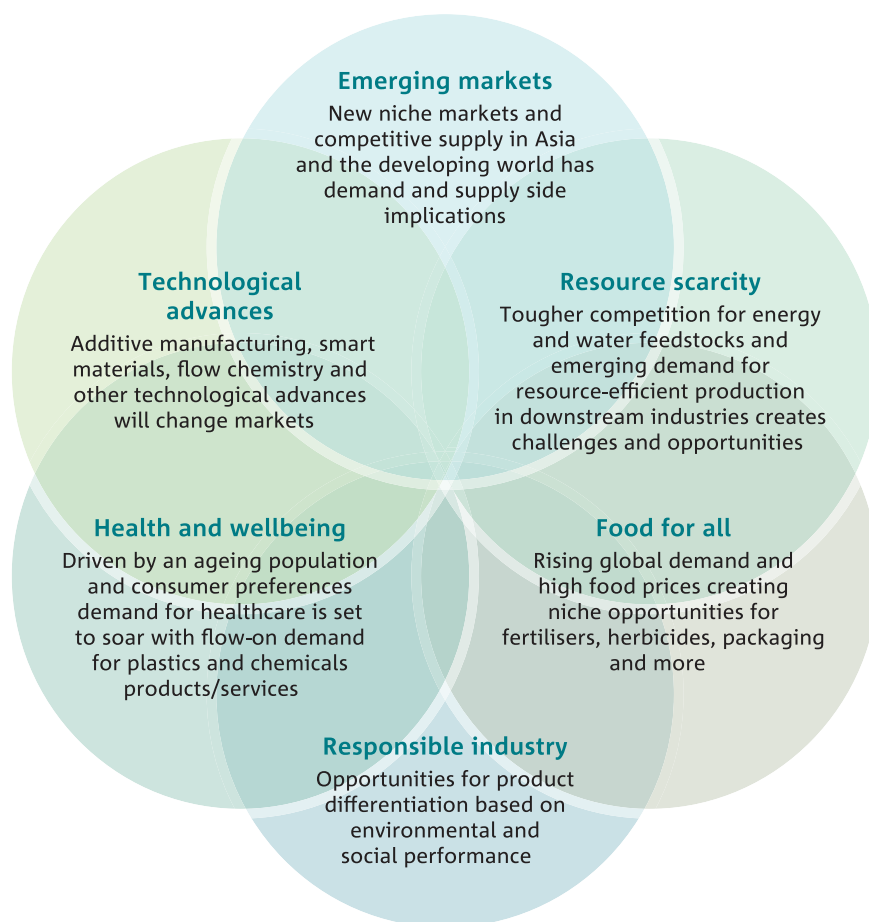 Emerging markets
New niche markets and
competitive supply in Asia
and the developing world has
demand and supply side
implications
Technological
advances
Additive manufacturing, smart
materials, flow chemistry and
other technological advances
will change markets
Resource scarcity
Tougher competition for energy
and water feedstocks and
emerging demand for
resource-efficient production
in downstream industries creates
challenges and opportunities
Health and wellbeing
Driven by an ageing population
and consumer preferences
demand for healthcare is set
to soar with flow-on demand
for plastics and chemicals
products/services
Food for all
Rising global demand and
high food prices creating
niche opportunities for
fertilisers, herbicides, packaging
and more
Responsible industry
Opportunities for product
differentiation based on
environmental and
social performance